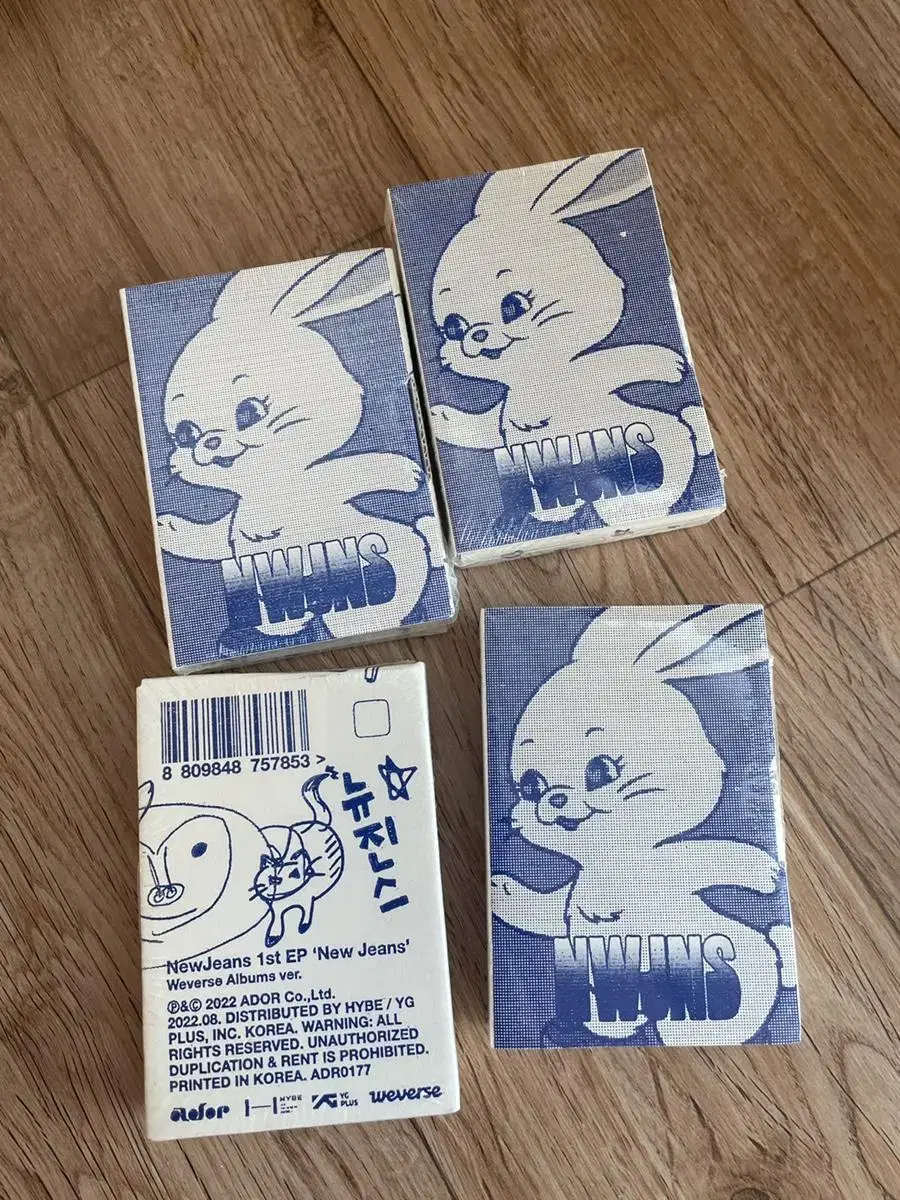 NWJNS
NWJNS
8 809848 757853 >
뉴진스
NewJeans 1st EP 'New Jeans'
Weverse Albums ver.
℗&© 2022 ADOR Co.,Ltd.
2022.08. DISTRIBUTED BY HYBE / YG
PLUS, INC. KOREA. WARNING: ALL
RIGHTS RESERVED. UNAUTHORIZED
DUPLICATION & RENT IS PROHIBITED.
PRINTED IN KOREA. ADR0177
ador HYBE YG PLUS weverse
NWJNS